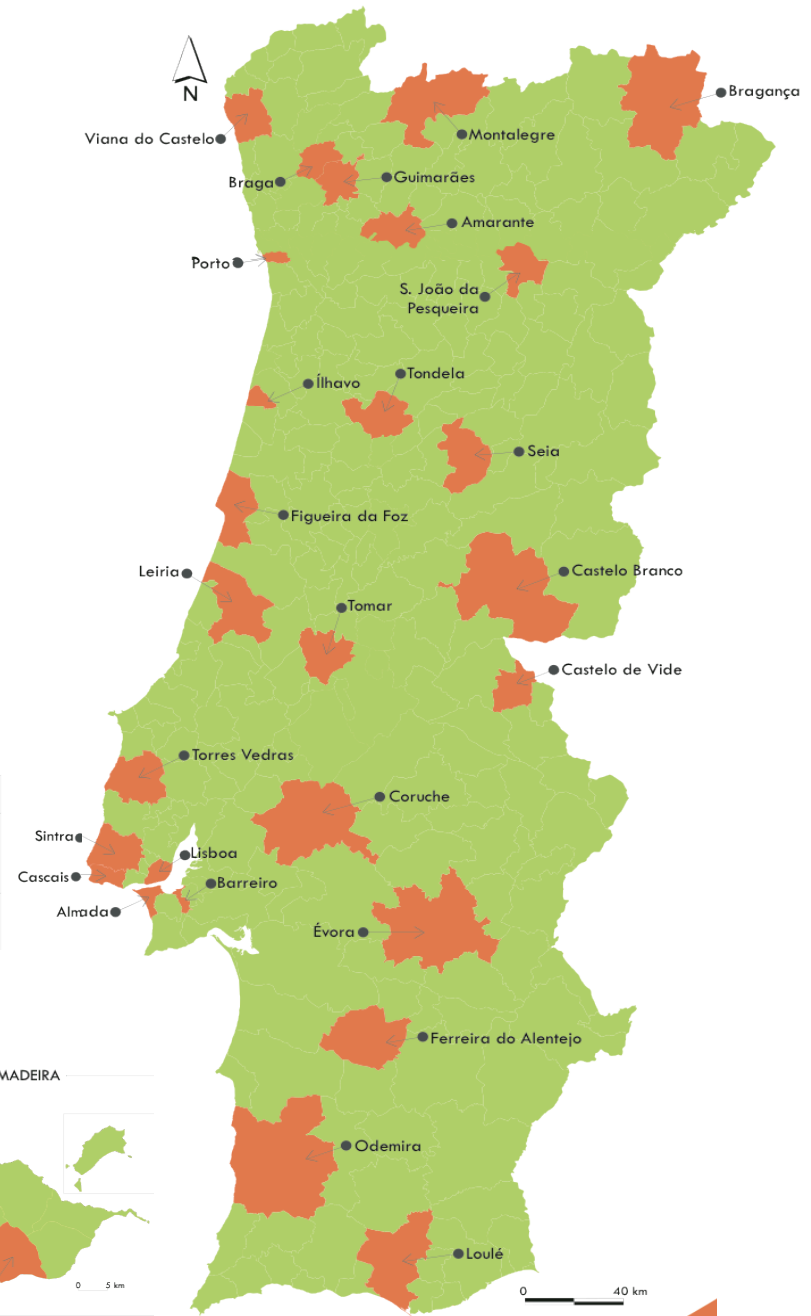 N
Bragança
Viana do Castelo
Montalegre
Braga
Guimarães
Amarante
Porto
S. João da
Pesqueira
Tondela
Ílhavo
Seia
Figueira da Foz
Leiria
Castelo Branco
Tomar
Castelo de Vide
Torres Vedras
Coruche
Sintra
Lisboa
Cascais
Barreiro
Almada
Évora
Ferreira do Alentejo
MADEIRA
Odemira
Loulé
0 5 km
0 40 km